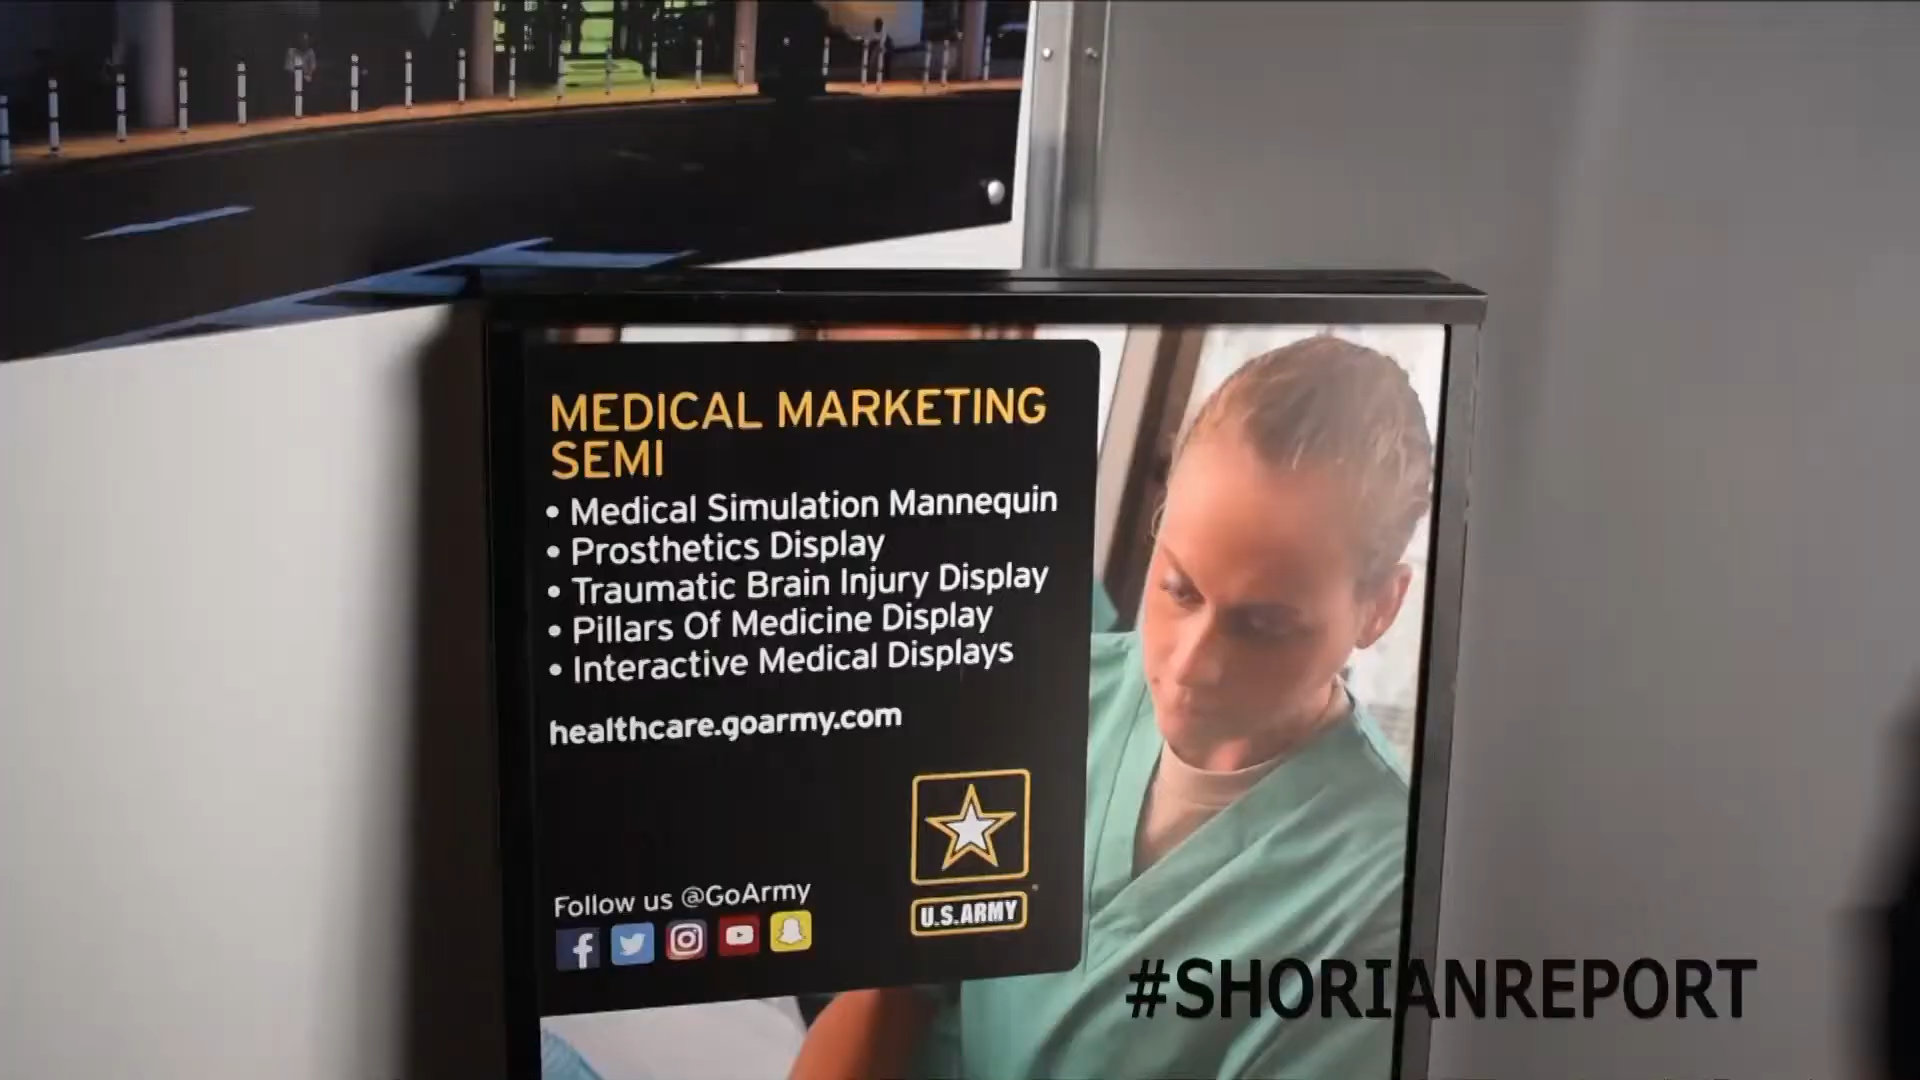 MEDICAL MARKETING
SEMI
• Medical Simulation Mannequin
• Prosthetics Display
• Traumatic Brain Injury Display
• Pillars Of Medicine Display
• Interactive Medical Displays
healthcare.goarmy.com
Follow us @GoArmy
U.S.ARMY
#SHORIANREPORT